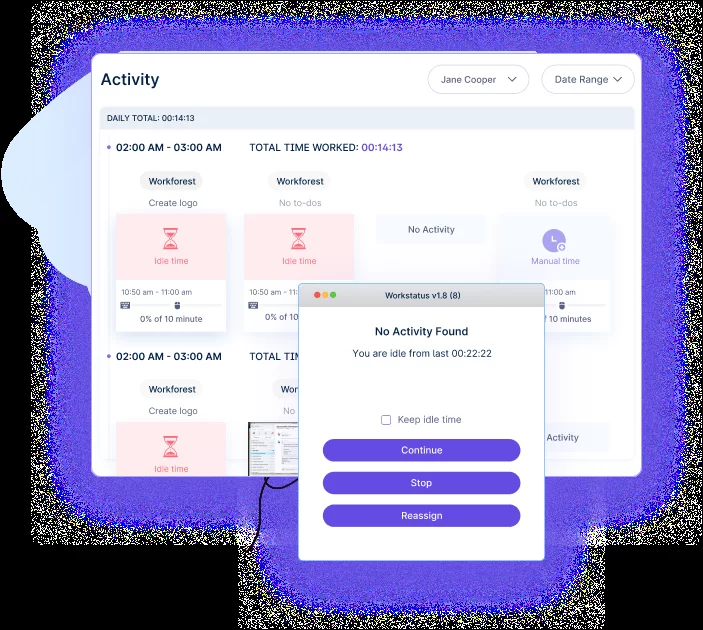 Activity
Jane Cooper
Date Range
DAILY TOTAL: 00:14:13
02:00 AM - 03:00 AM
TOTAL TIME WORKED: 00:14:13
Workforest
Workforest
Workforest
Create logo
No to-dos
No to-dos
No Activity
Idle time
Idle time
Manual time
10:50 am - 11:00 am
10:50 am - 11:00
11:00 am
0% of 10 minute
0% of 10
of 10 minutes
02:00 AM - 03:00 AM
TOTAL TIM
Workforest
Wor
Create logo
No
Activity
Idle time
Workstatus v1.8 (8)
No Activity Found
You are idle from last 00:22:22
Keep idle time
Continue
Stop
Reassign